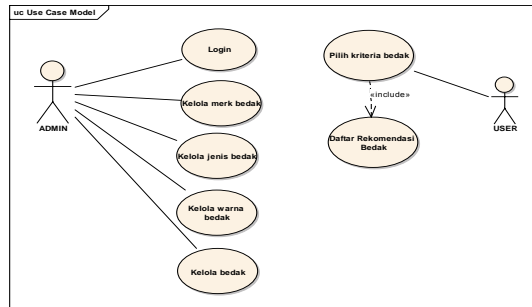 uc Use Case Model
Login
Kelola merk bedak
Kelola jenis bedak
Kelola warna
bedak
Kelola bedak
ADMIN
Pilih kriteria bedak
«include»
Daftar Rekomendasi
Bedak
USER